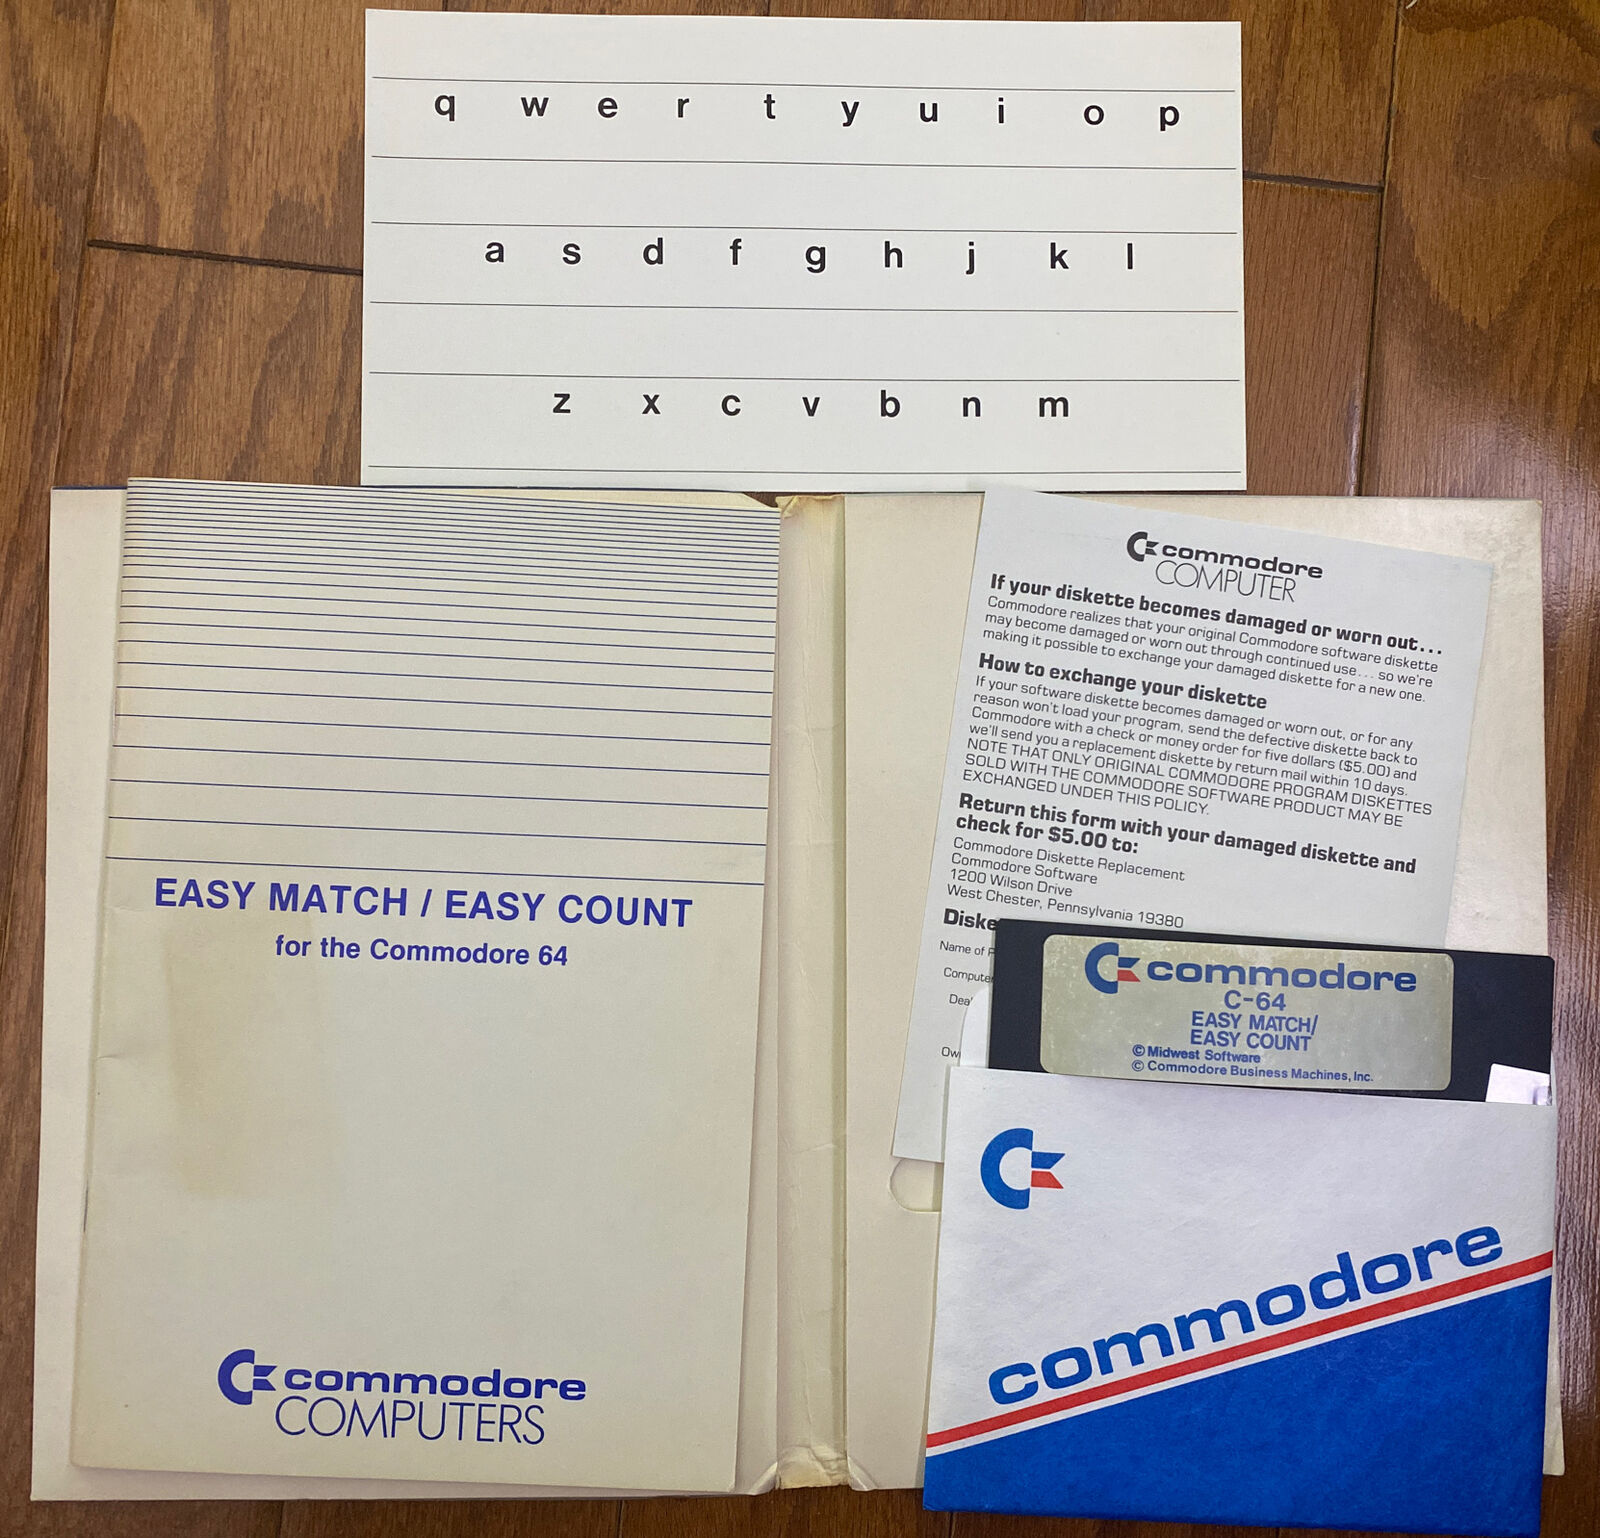 q w e r t y u i o p
a s d f g h j k l
z x c v b n m
EASY MATCH / EASY COUNT
for the Commodore 64
commodore
COMPUTERS
commodore
COMPUTER
If your diskette becomes damaged or worn out...
Commodore realizes that your original Commodore software diskette
may become damaged or worn out through continued use... so we're
making it possible to exchange your damaged diskette for a new one.
How to exchange your diskette
If your software diskette becomes damaged or worn out, or for any
reason won't load your program, send the defective diskette back to
Commodore with a check or money order for five dollars ($5.00) and
we'll send you a replacement diskette by return mail within 10 days.
NOTE THAT ONLY ORIGINAL COMMODORE PROGRAM DISKETTES
SOLD WITH THE COMMODORE SOFTWARE PRODUCT MAY BE
EXCHANGED UNDER THIS POLICY.
Return this form with your damaged diskette and
check for $5.00 to:
Commodore Diskette Replacement
Commodore Software
1200 Wilson Drive
West Chester, Pennsylvania 19380
Diske
Name of P
Compute
Deal
Ow
commodore
C-64
EASY MATCH/
EASY COUNT
© Midwest Software
© Commodore Business Machines, Inc.
commodore